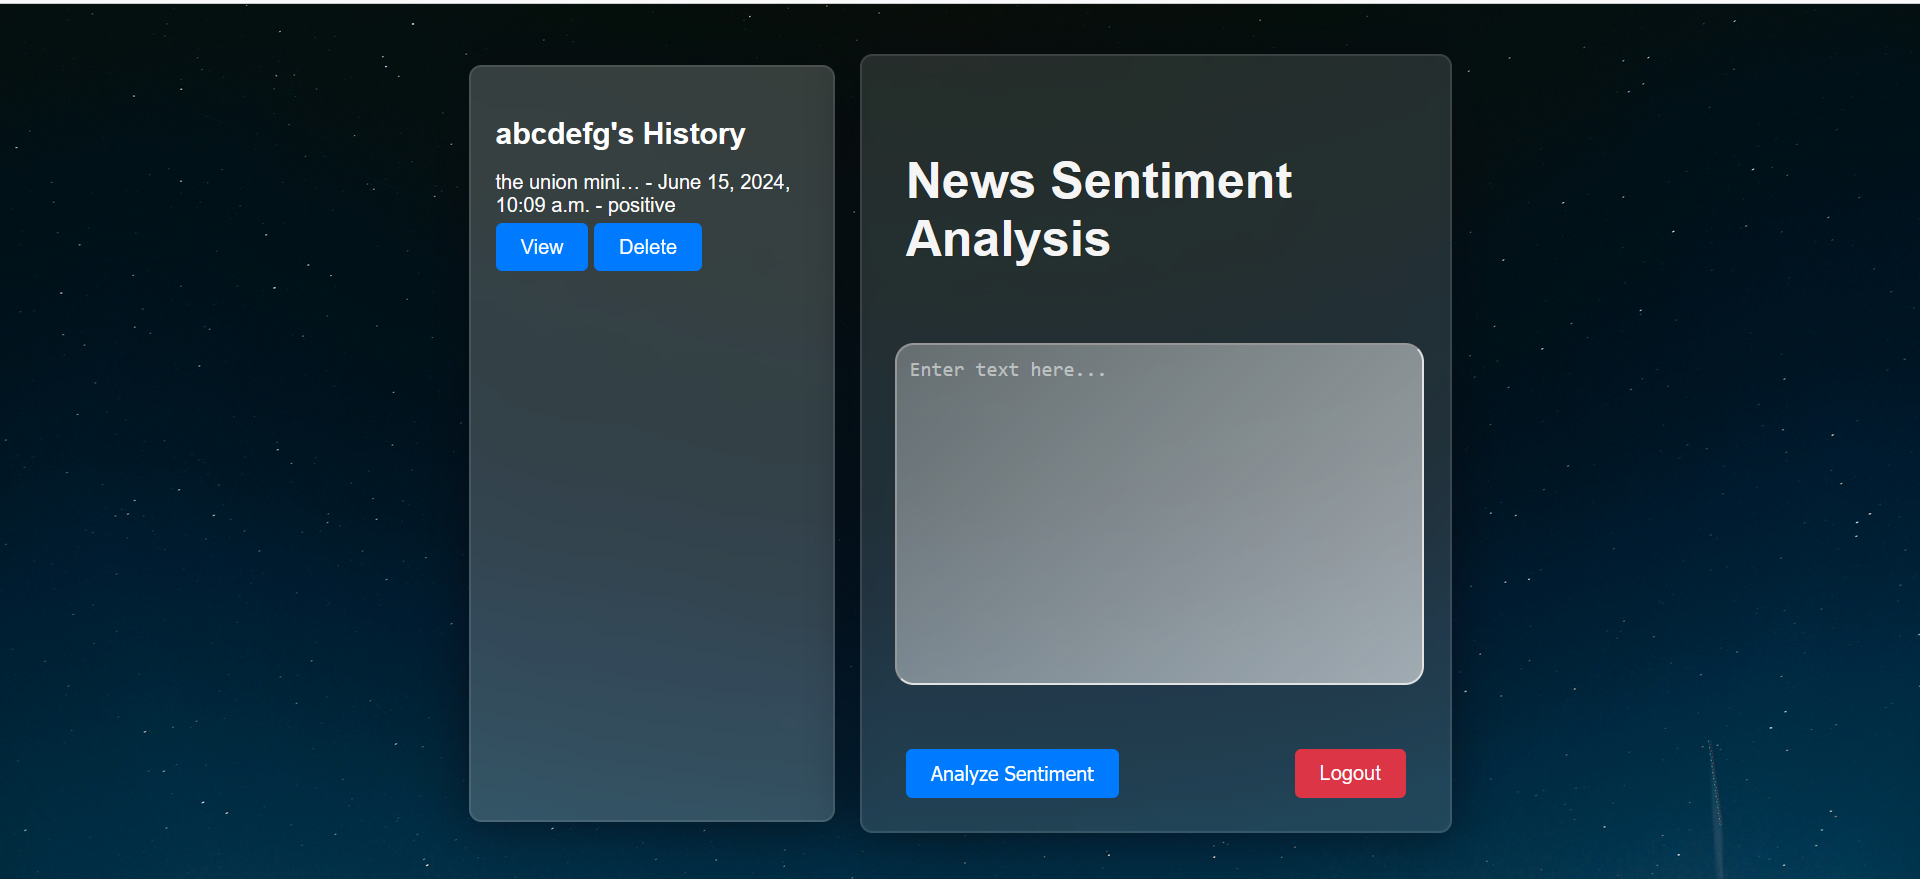 abcdefg's History
the union mini… - June 15, 2024,
10:09 a.m. - positive
View Delete
News Sentiment
Analysis
Enter text here...
Analyze Sentiment
Logout